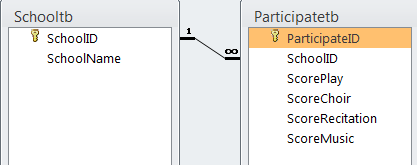 Schooltb
SchoolID
SchoolName
1
∞
Participatetb
ParticipateID
SchoolID
ScorePlay
ScoreChoir
ScoreRecitation
ScoreMusic